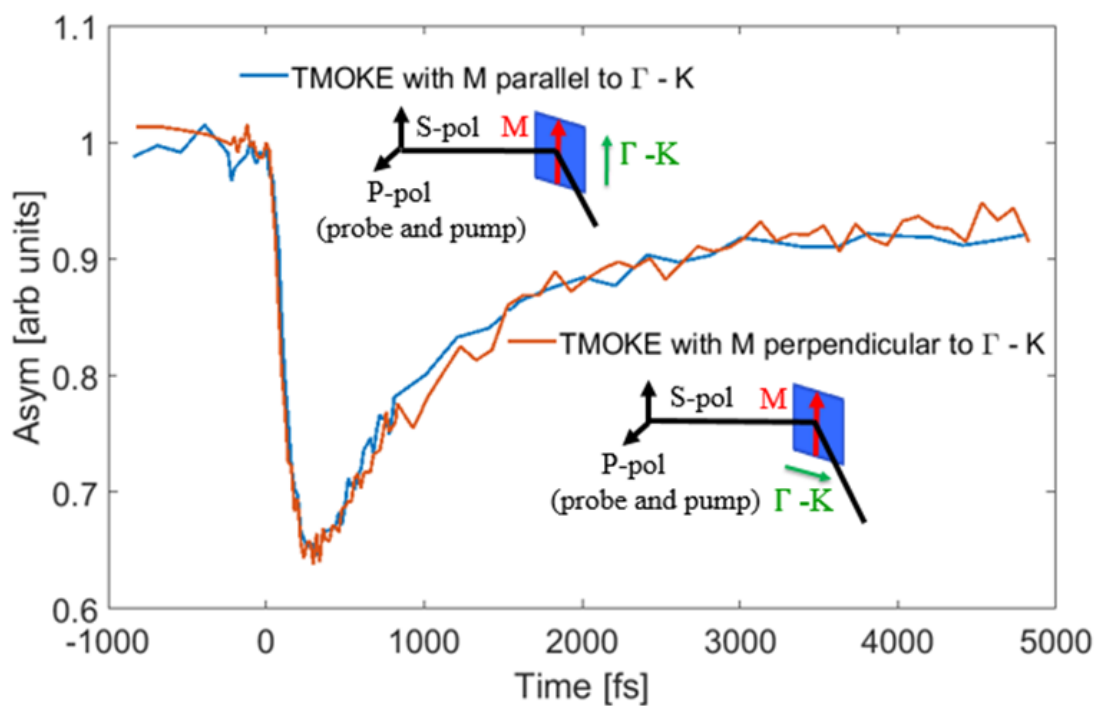 1.1
1
0.9
0.8
0.7
0.6
Asym [arb units]
TMOKE with M parallel to Γ - K
S-pol
M
Γ -K
P-pol
(probe and pump)
TMOKE with M perpendicular to Γ - K
S-pol
M
P-pol
(probe and pump)
Γ -K
-1000 0 1000 2000 3000 4000 5000
Time [fs]